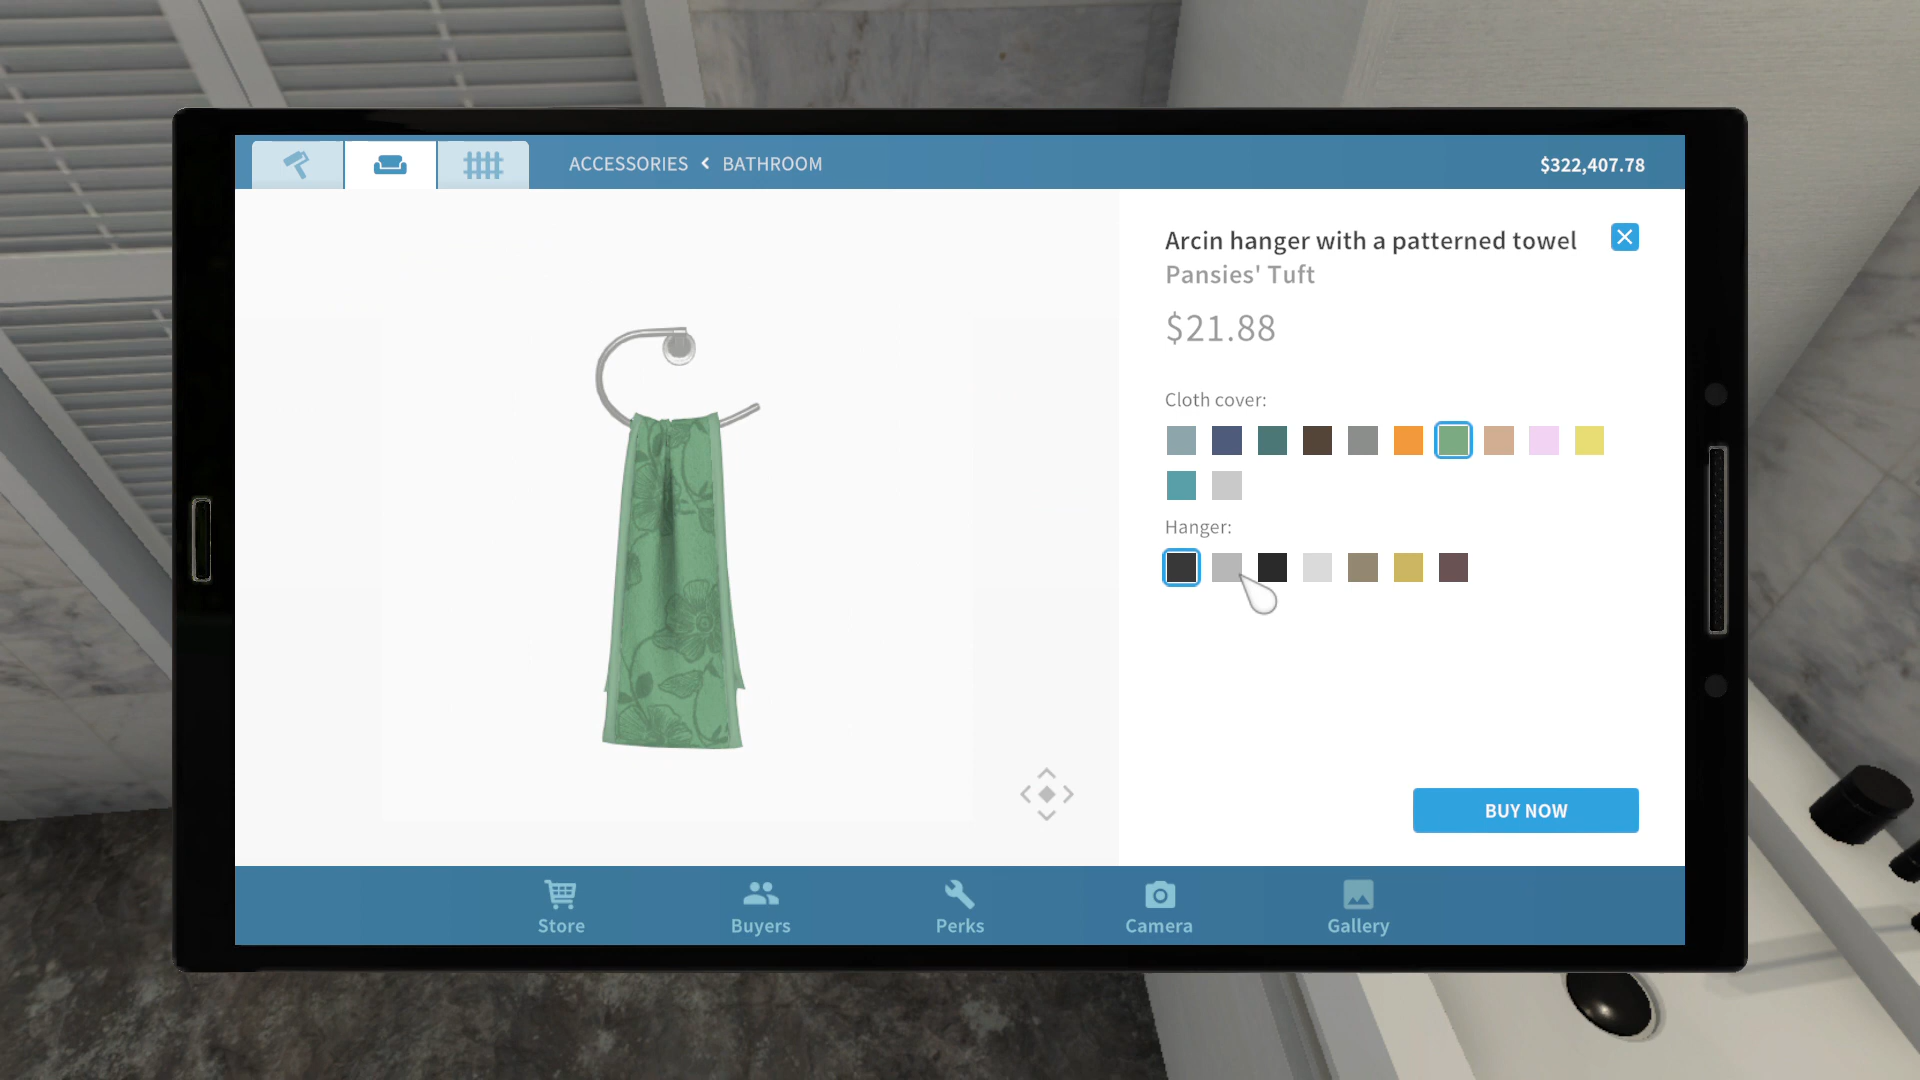 ACCESSORIES < BATHROOM
$322,407.78
Arcin hanger with a patterned towel
Pansies' Tuft
$21.88
Cloth cover:
Hanger:
BUY NOW
Store
Buyers
Perks
Camera
Gallery